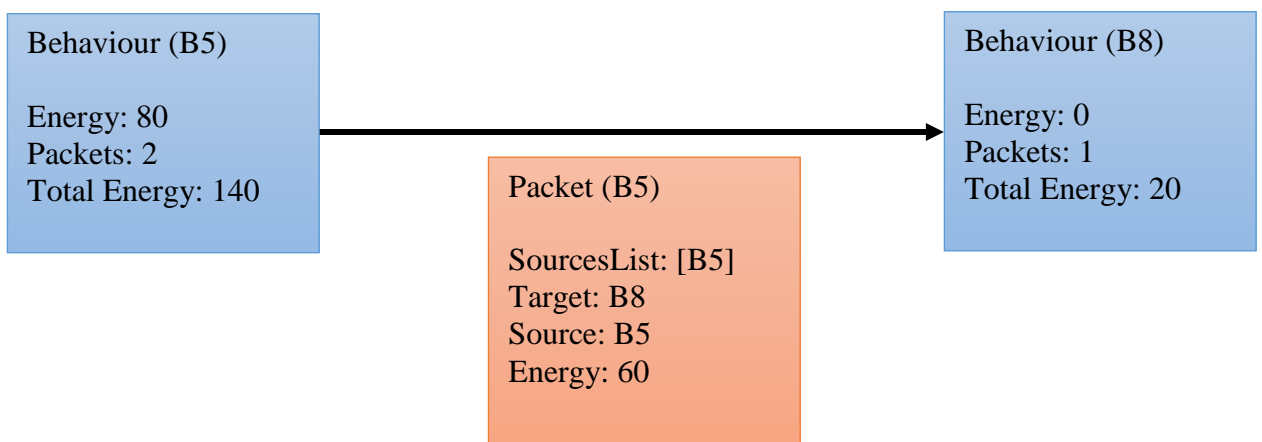 Behaviour (B5)
Energy: 80
Packets: 2
Total Energy: 140
Packet (B5)
SourcesList: [B5]
Target: B8
Source: B5
Energy: 60
Behaviour (B8)
Energy: 0
Packets: 1
Total Energy: 20